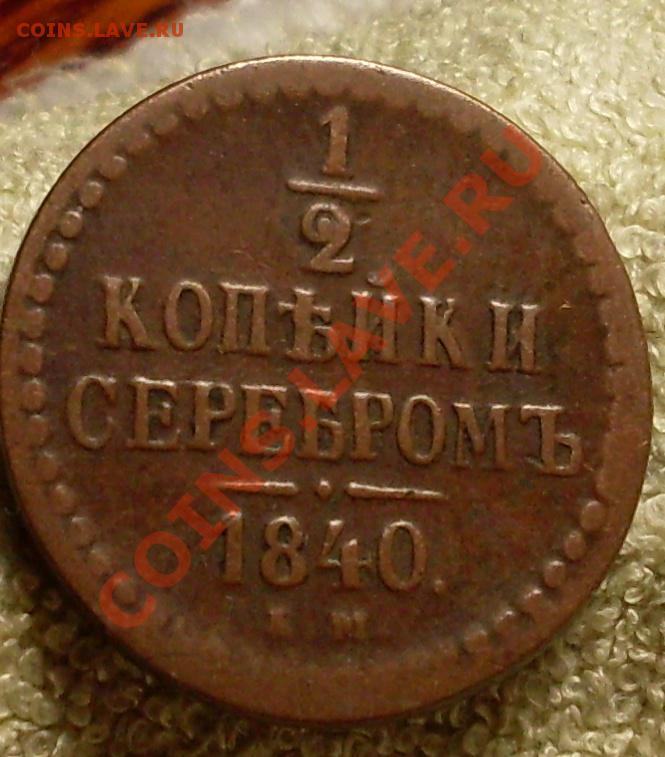 COINS.LAVE.RU
1
2
КОПѢЙКИ
СЕРЕБРОМЪ
1840.
COINS.LAVE.RU